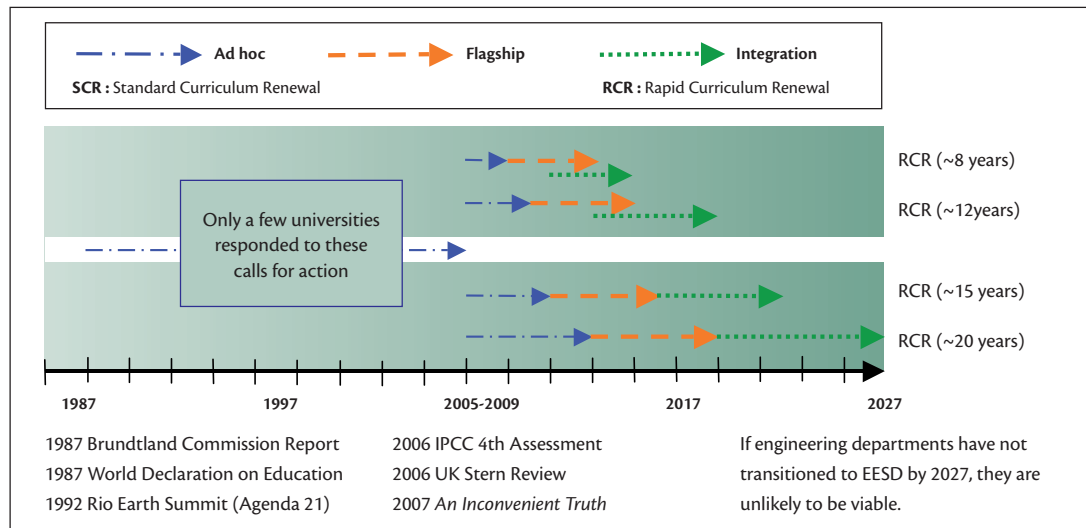 Ad hoc Flagship Integration
SCR : Standard Curriculum Renewal RCR : Rapid Curriculum Renewal
RCR (~8 years)
Only a few universities
responded to these
calls for action
RCR (~12years)
RCR (~15 years)
RCR (~20 years)
1987 1997 2005-2009 2017 2027
1987 Brundtland Commission Report
1987 World Declaration on Education
1992 Rio Earth Summit (Agenda 21)
2006 IPCC 4th Assessment
2006 UK Stern Review
2007 An Inconvenient Truth
If engineering departments have not
transitioned to EESD by 2027, they are
unlikely to be viable.